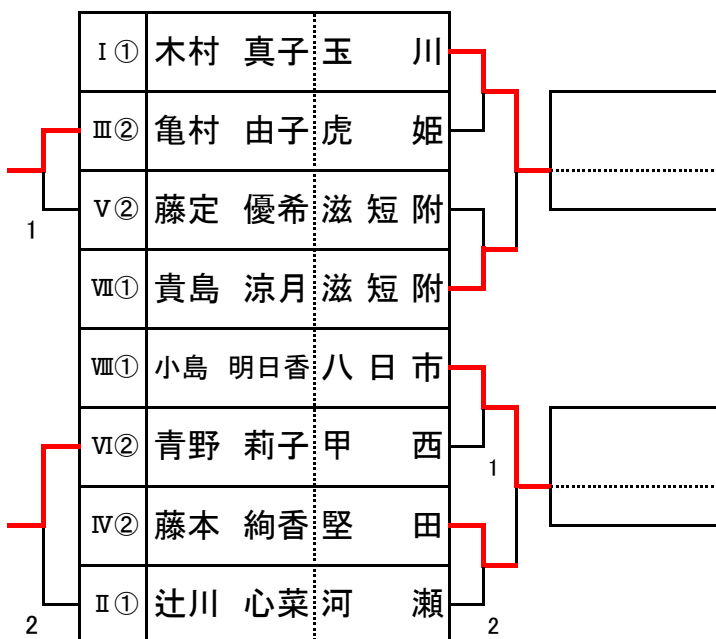 Ⅰ① 木村 真子 玉川
Ⅲ② 亀村 由子 虎姫
Ⅴ② 藤定 優希 滋短附
1
Ⅶ① 貴島 涼月 滋短附
Ⅷ① 小島 明日香 八日市
Ⅵ② 青野 莉子 甲西
1
Ⅳ② 藤本 絢香 堅田
Ⅱ① 辻川 心菜 河瀬
2
2